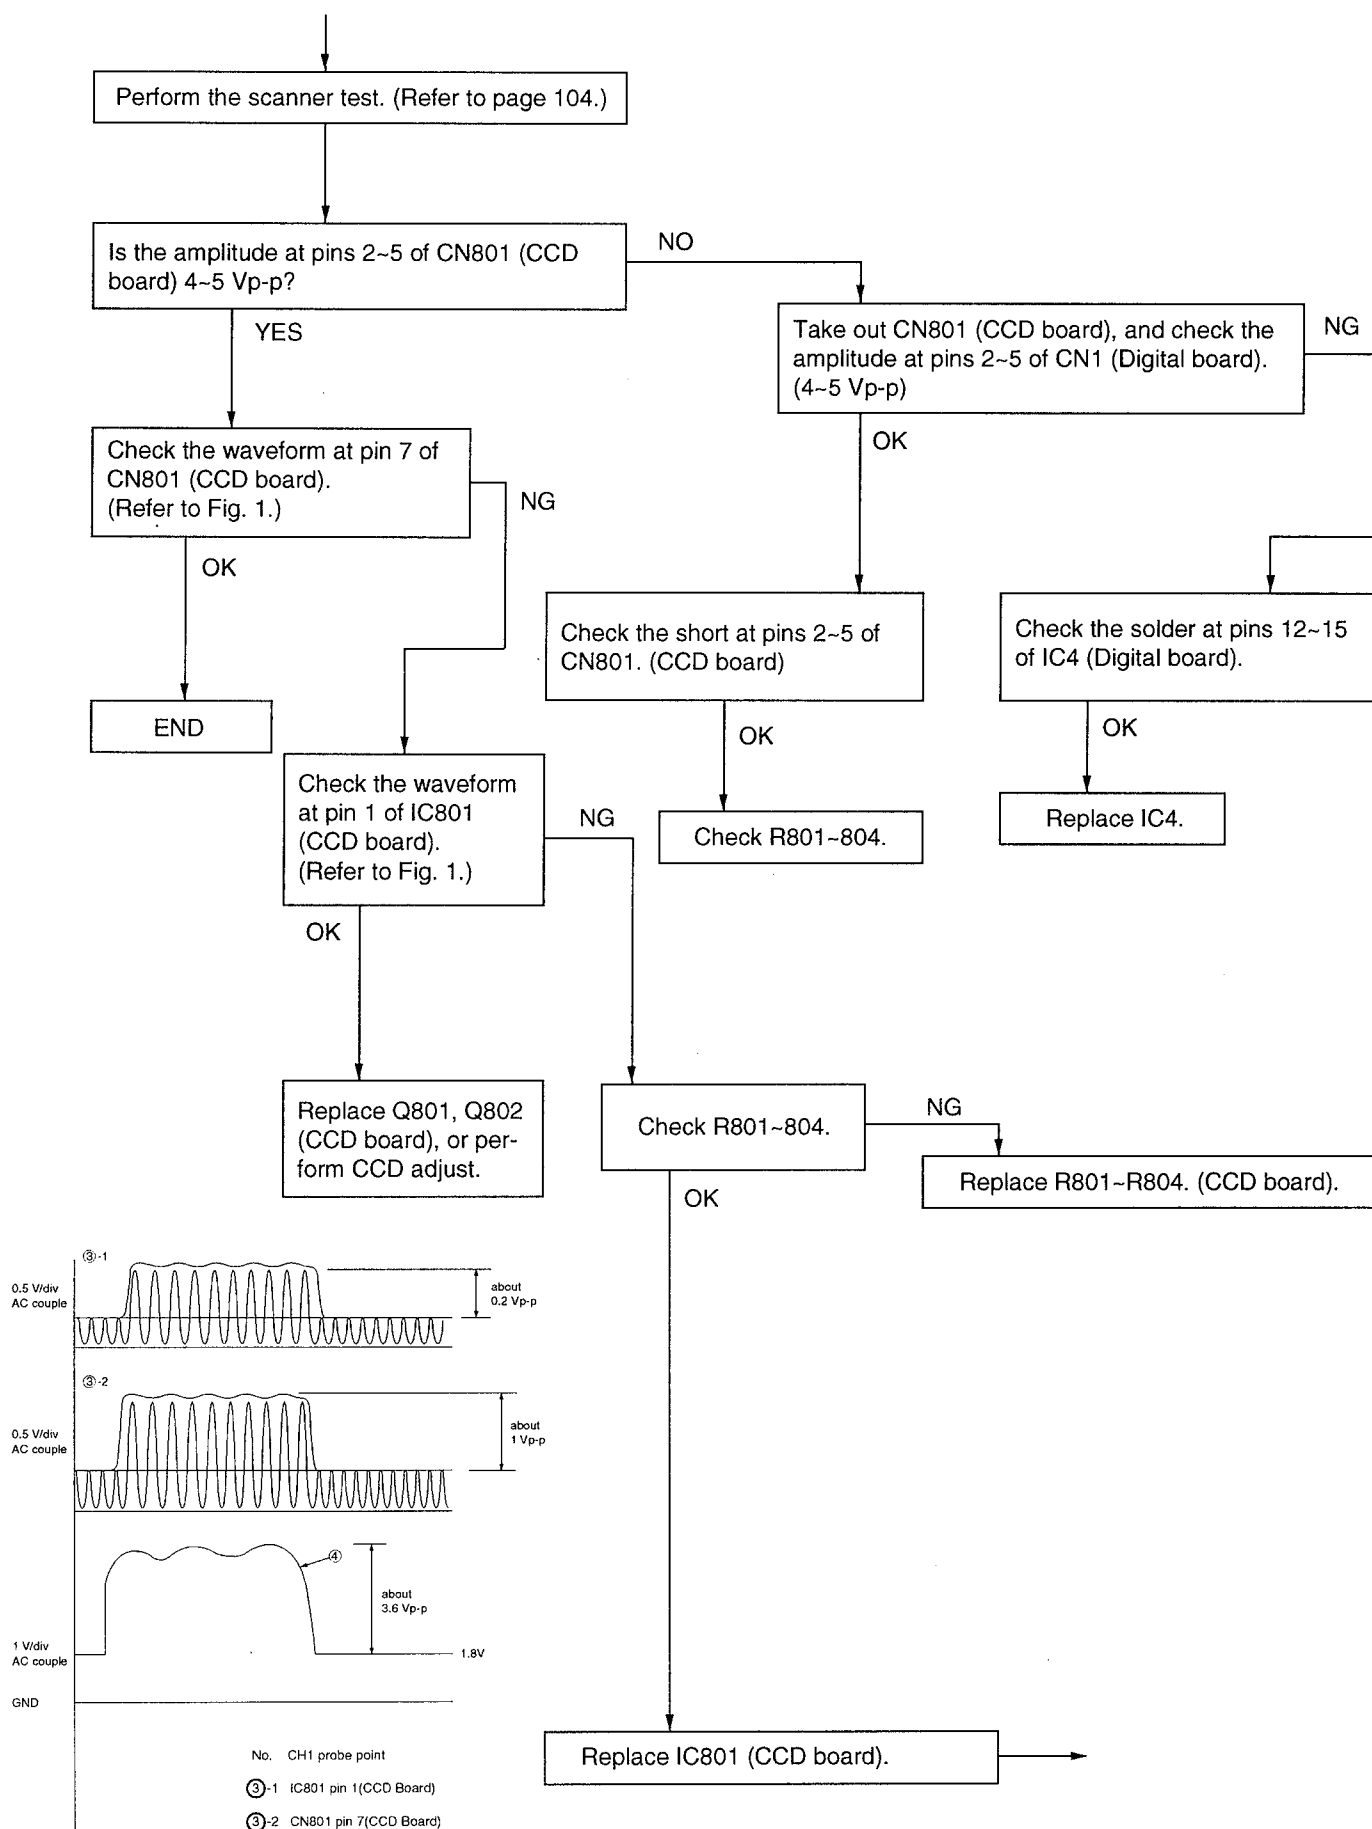 Perform the scanner test. (Refer to page 104.)
Is the amplitude at pins 2~5 of CN801 (CCD
board) 4~5 Vp-p?
NO
YES
Take out CN801 (CCD board), and check the
amplitude at pins 2~5 of CN1 (Digital board).
(4~5 Vp-p)
NG
OK
Check the waveform at pin 7 of
CN801 (CCD board).
(Refer to Fig. 1.)
NG
OK
END
Check the short at pins 2~5 of
CN801. (CCD board)
OK
Check R801~804.
Check the solder at pins 12~15
of IC4 (Digital board).
OK
Replace IC4.
Check the waveform
at pin 1 of IC801
(CCD board).
(Refer to Fig. 1.)
NG
OK
Replace Q801, Q802
(CCD board), or per-
form CCD adjust.
Check R801~804.
NG
Replace R801~R804. (CCD board).
OK
③-1
0.5 V/div
AC couple
about
0.2 Vp-p
③-2
0.5 V/div
AC couple
about
1 Vp-p
④
about
3.6 Vp-p
1 V/div
AC couple
1.8V
GND
Replace IC801 (CCD board).
No. CH1 probe point
③-1 IC801 pin 1(CCD Board)
③-2 CN801 pin 7(CCD Board)